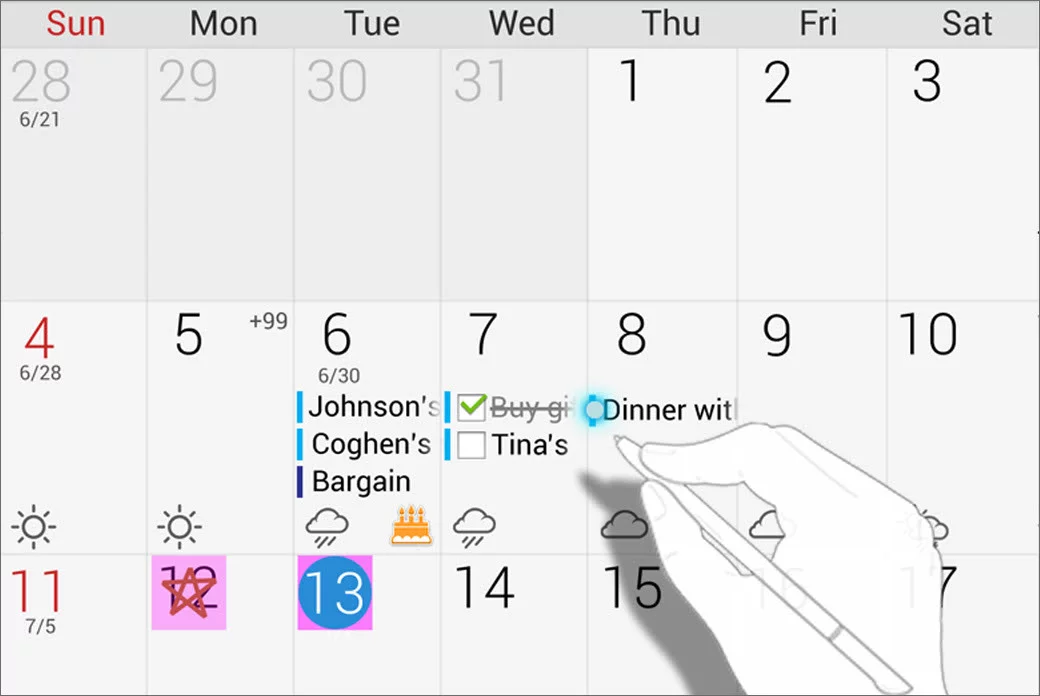 Sun Mon Tue Wed Thu Fri Sat
28 29 30 31 1 2 3
6/21
4 5 +99 6 7 8 9 10
6/28 6/30
Johnson's Buy gi Dinner wit
Coghen's Tina's
Bargain
11 12 13 14 15 16 17
7/5